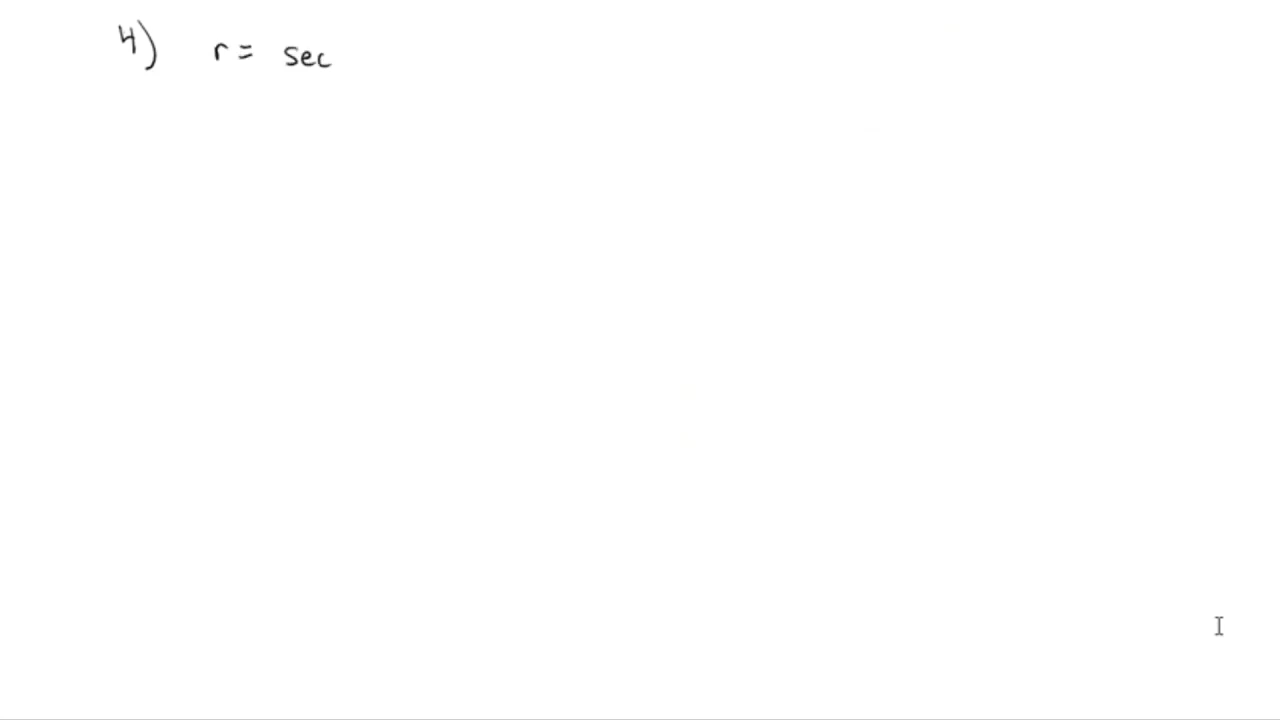 4) r = sec